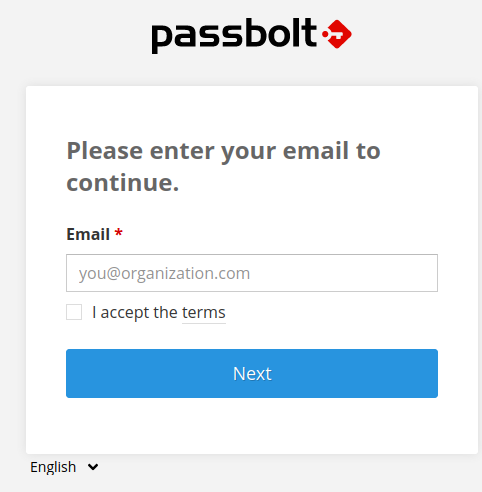 passbolt
Please enter your email to
continue.
Email *
you@organization.com
I accept the terms
Next
English